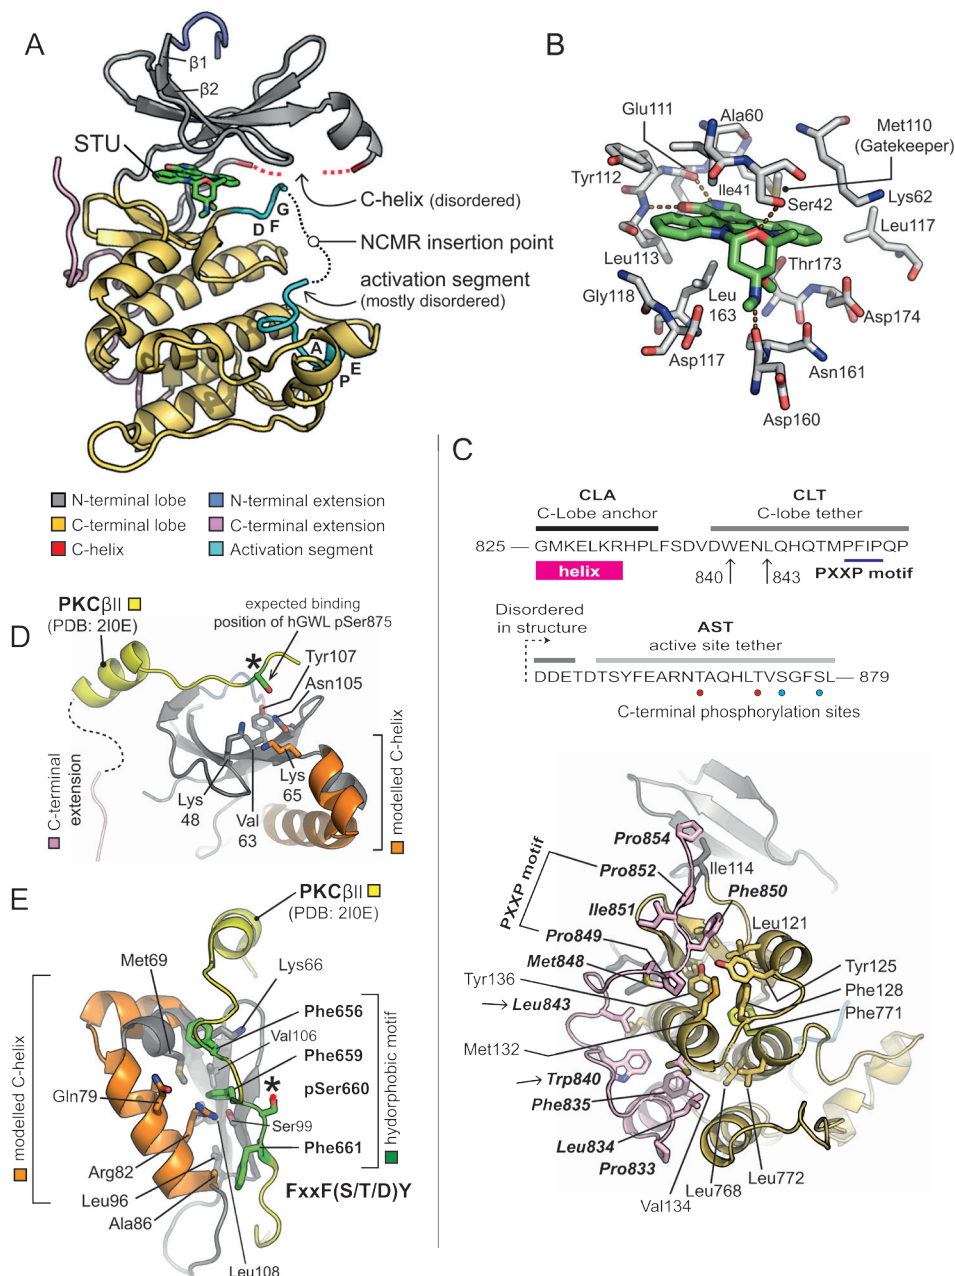 A
β1
β2
STU
C-helix (disordered)
G
D F
NCMR insertion point
activation segment
(mostly disordered)
A
E
P
N-terminal lobe
C-terminal lobe
C-helix
N-terminal extension
C-terminal extension
Activation segment
B
Glu111
Ala60
Met110
(Gatekeeper)
Tyr112
Ile41
Ser42
Lys62
Leu117
Leu113
Thr173
Gly118
Leu
163
Asp174
Asp117
Asn161
Asp160
C
CLA
C-Lobe anchor
CLT
C-lobe tether
825 — GMKELKRHPLFSDVDWENLQHQTMPFIPQP
helix
840
843
PXXP motif
Disordered
in structure
AST
active site tether
DDETDTSYFEARNTAQHLTVSGFSL — 879
C-terminal phosphorylation sites
PXXP motif
Pro854
Pro852
Ile114
Phe850
Ile851
Leu121
Pro849
Met848
Tyr136
Tyr125
Leu843
Phe128
Phe771
Met132
Trp840
Phe835
Leu834
Pro833
Leu772
Leu768
Val134
D
PKCβII
(PDB: 2I0E)
expected binding
position of hGWL pSer875
*
Tyr107
Asn105
Lys
48
Val
63
Lys
65
C-terminal
extension
modelled C-helix
E
PKCβII
(PDB: 2I0E)
Met69
Lys66
Phe656
Val106
Phe659
pSer660
*
Gln79
Ser99
Phe661
Arg82
FxxF(S/T/D)Y
Leu96
Ala86
Leu108
modelled C-helix
hydorphobic motif